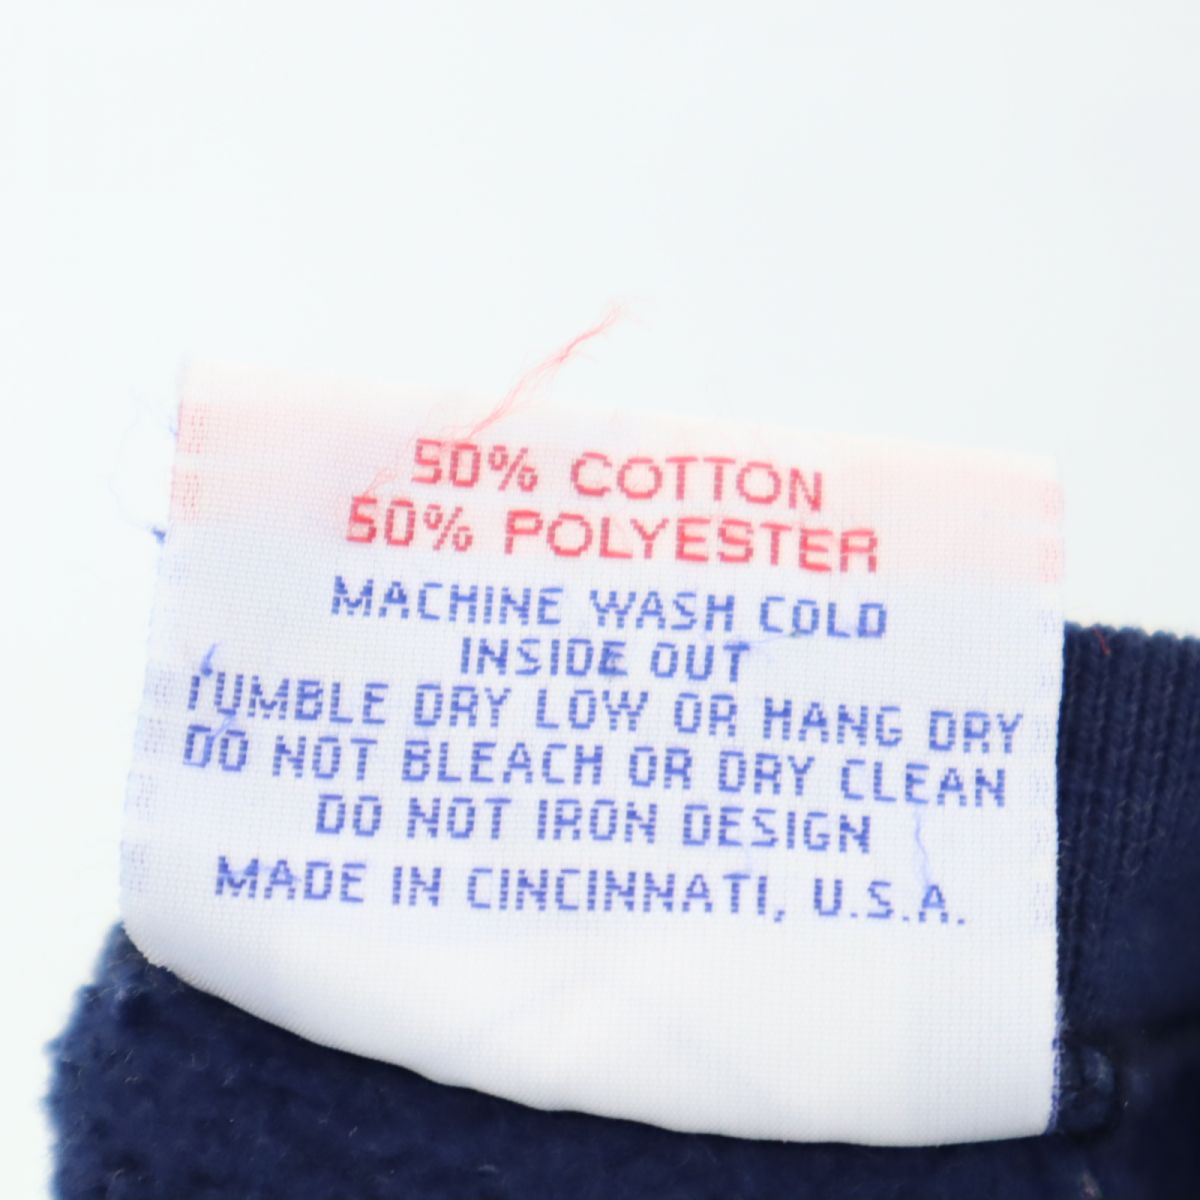 50% COTTON
50% POLYESTER
MACHINE WASH COLD
INSIDE OUT
TUMBLE DRY LOW OR HANG DRY
DO NOT BLEACH OR DRY CLEAN
DO NOT IRON DESIGN
MADE IN CINCINNATI, U.S.A.